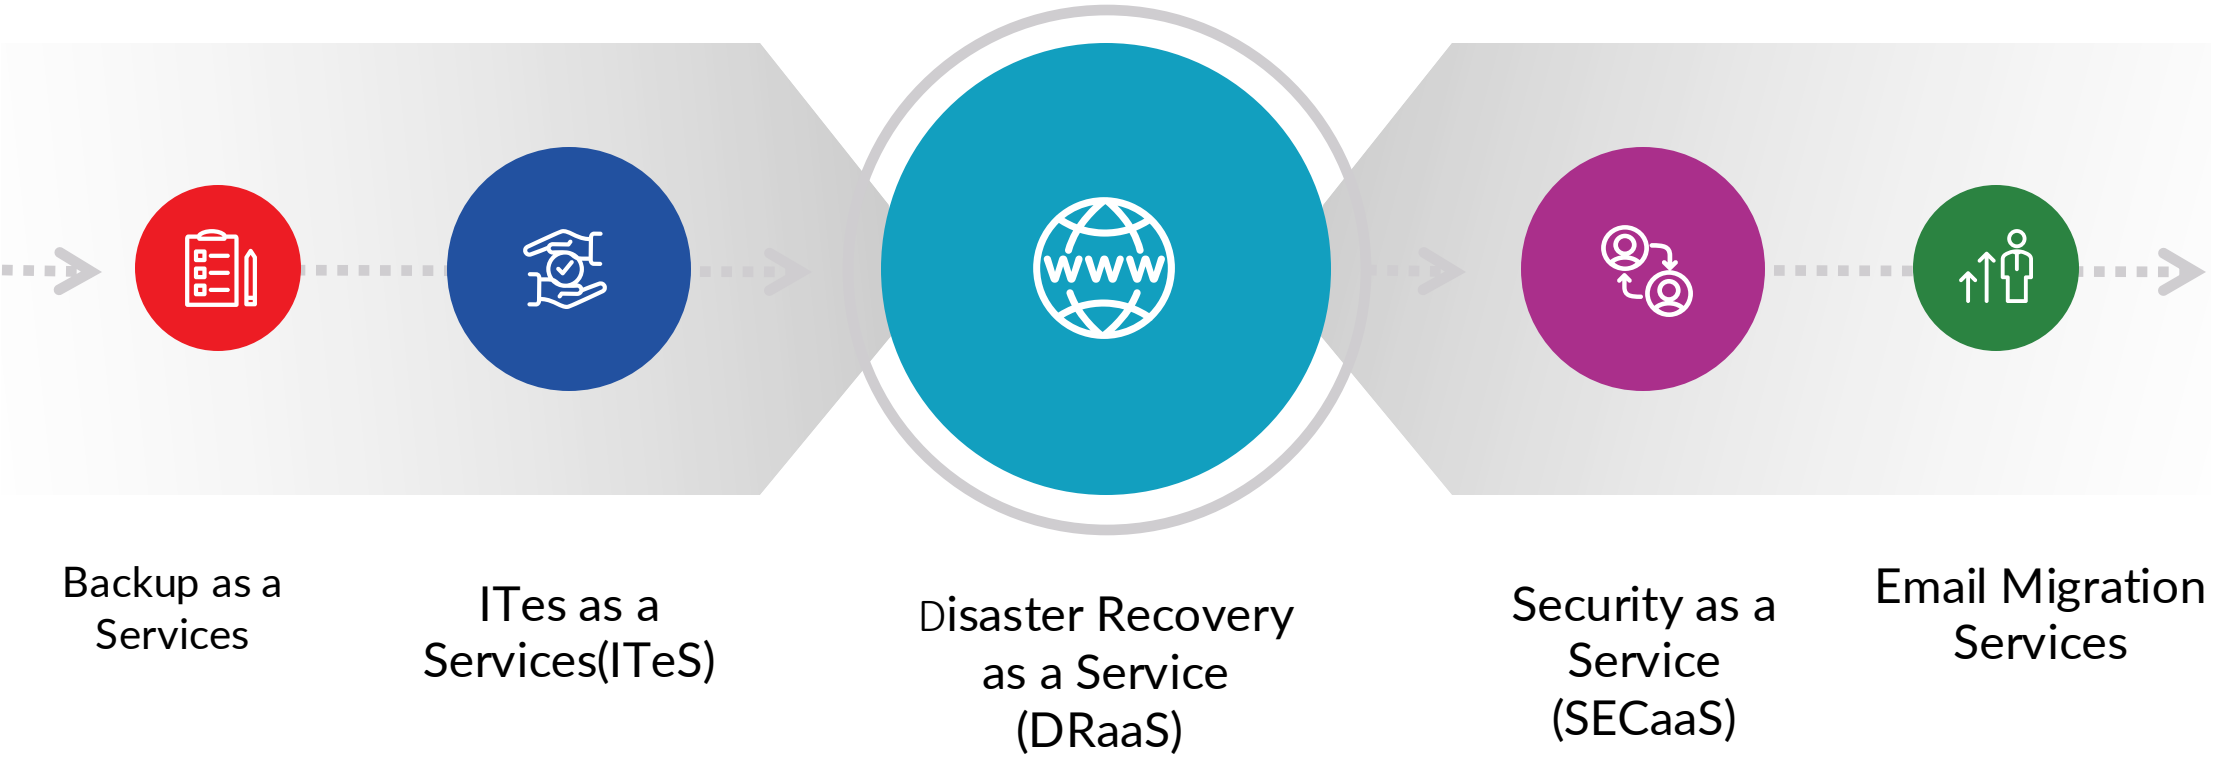 WWW
Backup as a
Services
ITes as a
Services(ITeS)
Disaster Recovery
as a Service
(DRaaS)
Security as a
Service
(SECaaS)
Email Migration
Services